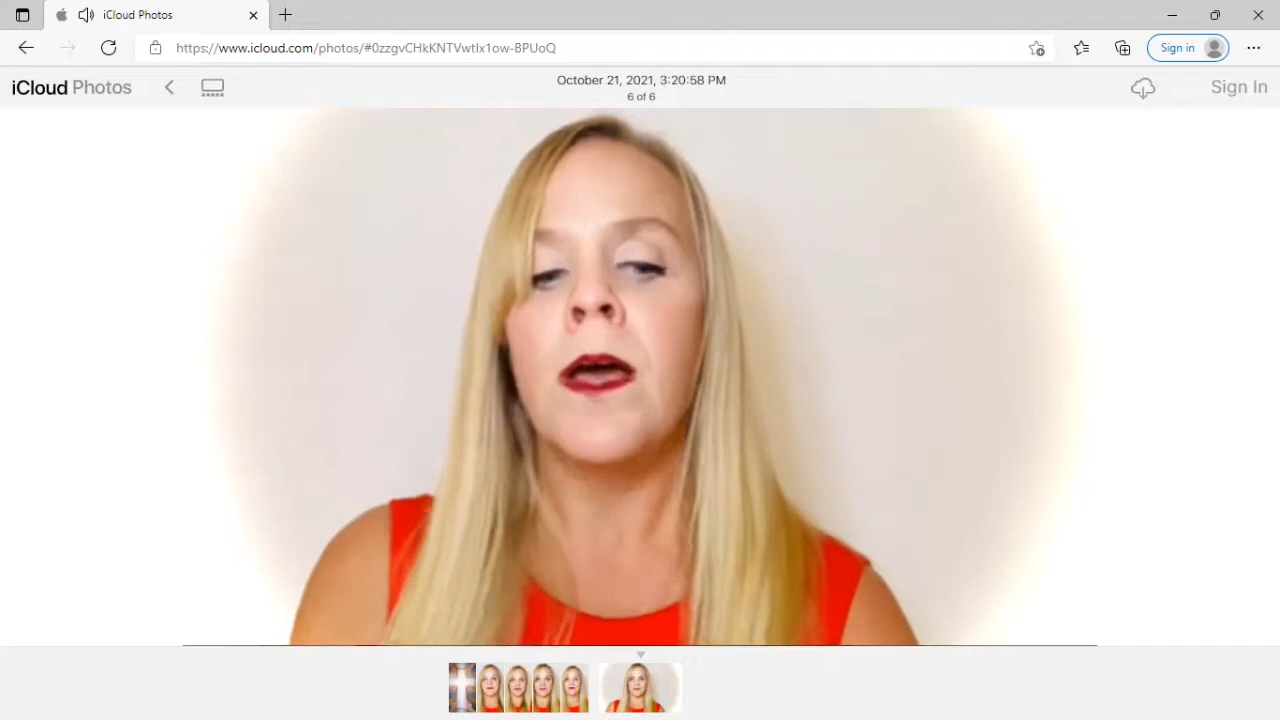 iCloud Photos
https://www.icloud.com/photos/#0zzgvCHkKNTVwtlx1ow-BPUoQ
Sign in
iCloud Photos
October 21, 2021, 3:20:58 PM
6 of 6
Sign In